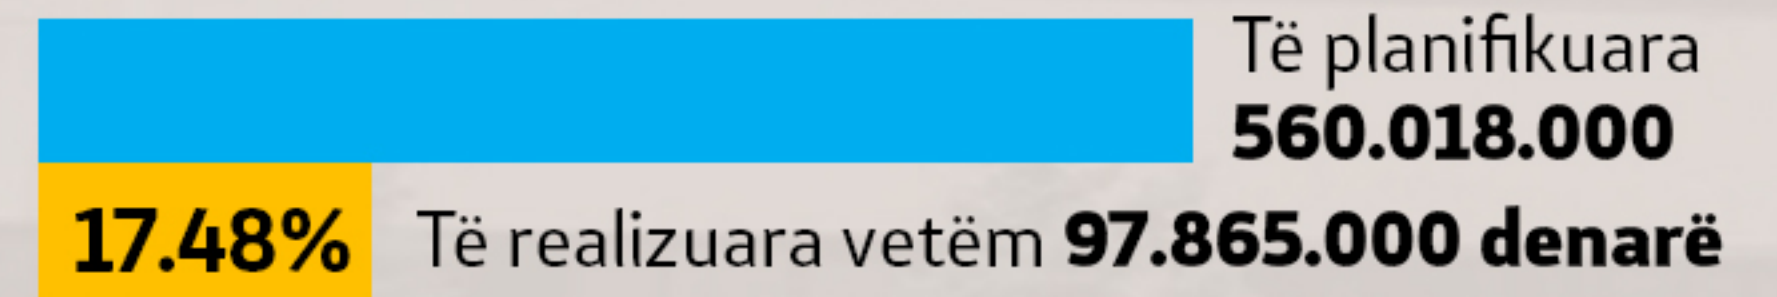 Të planifikuara
560.018.000
17.48%
Të realizuara vetëm 97.865.000 denarë